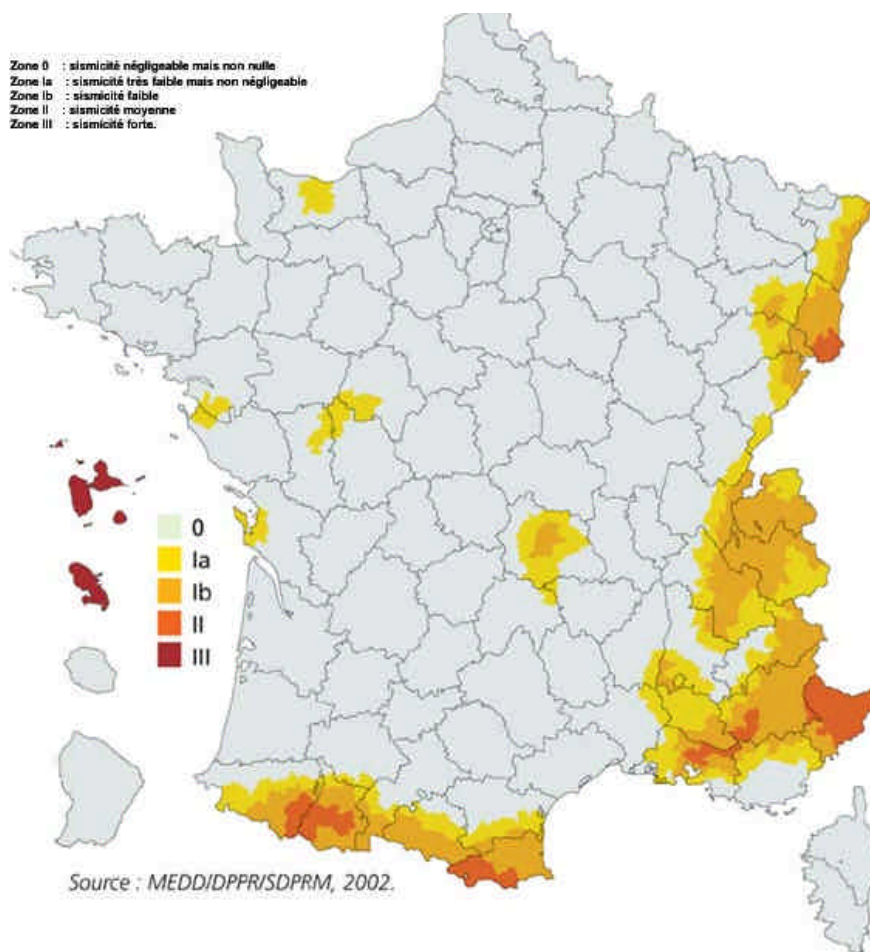 Zone 0 : sismicité négligeable mais non nulle
Zone Ia : sismicité très faible mais non négligeable
Zone Ib : sismicité faible
Zone II : sismicité moyenne
Zone III : sismicité forte.
0
Ia
Ib
II
III
Source : MEDD/DPPR/SDPRM, 2002.